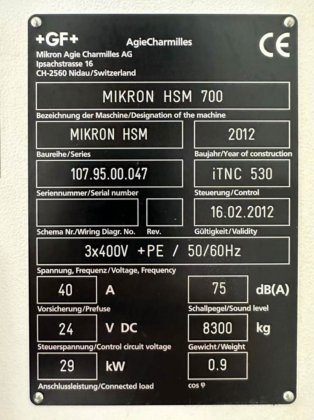 +GF+ AgieCharmilles CE
Mikron Agie Charmilles AG
Ipsachstrasse 16
CH-2560 Nidau/Switzerland
MIKRON HSM 700
Bezeichnung der Maschine/Designation of the machine
MIKRON HSM 2012
Baureihe/Series Baujahr/Year of construction
107.95.00.047 iTNC 530
Seriennummer/Serial number Steuerung/Control
16.02.2012
Schema Nr./Wiring Diagr. No. Rev. Gültigkeit/Validity
3x400V +PE / 50/60Hz
Spannung, Frequenz/Voltage, Frequency
40 A 75 dB(A)
Vorsicherung/Prefuse Schallpegel/Sound level
24 V DC 8300 kg
Steuerspannung/Control circuit voltage Gewicht/Weight
29 kW 0.9
Anschlussleistung/Connected load cos φ